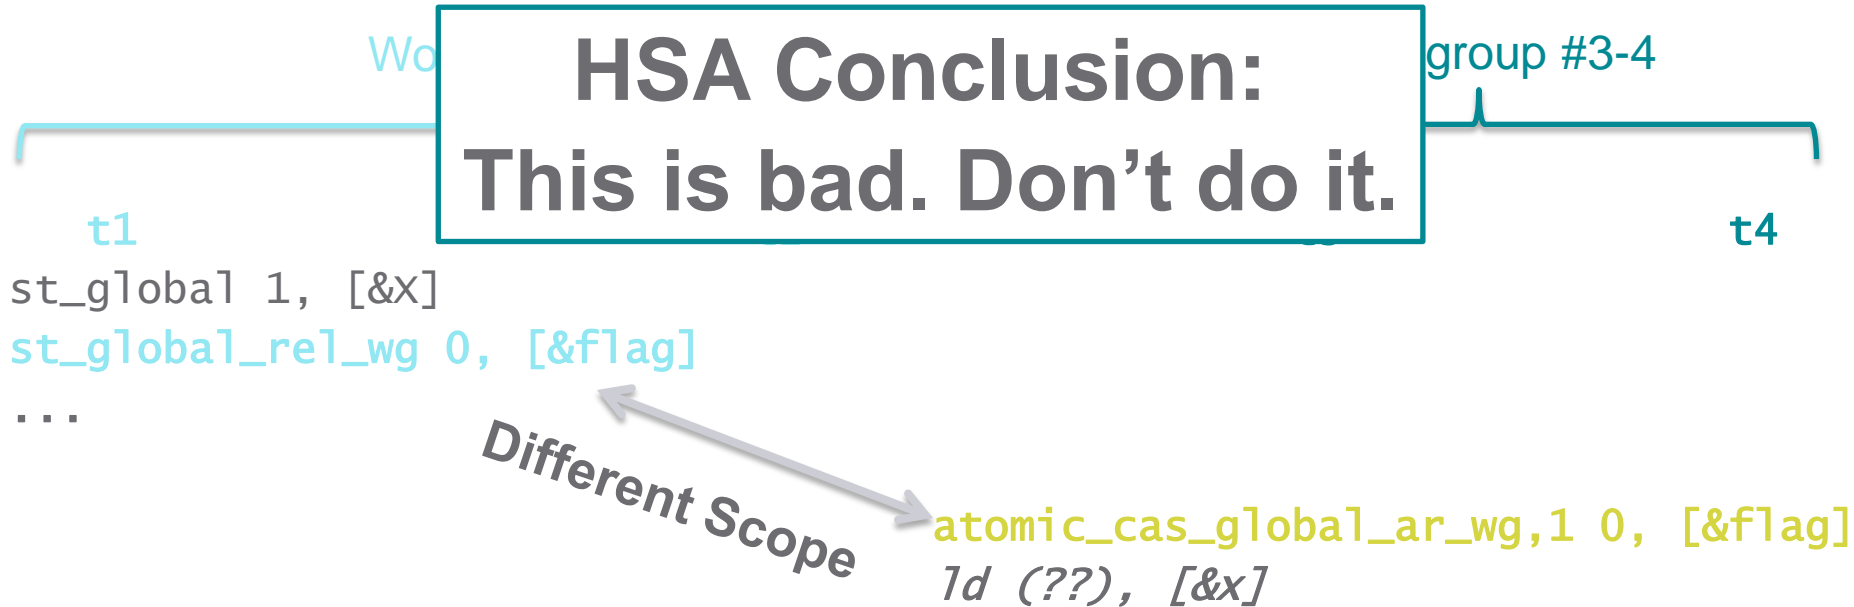 HSA Conclusion:
This is bad. Don't do it.
group #3-4
t1
t4
st_global 1, [&X]
st_global_rel_wg 0, [&flag]
...
Different Scope
atomic_cas_global_ar_wg,1 0, [&flag]
ld (??), [&x]